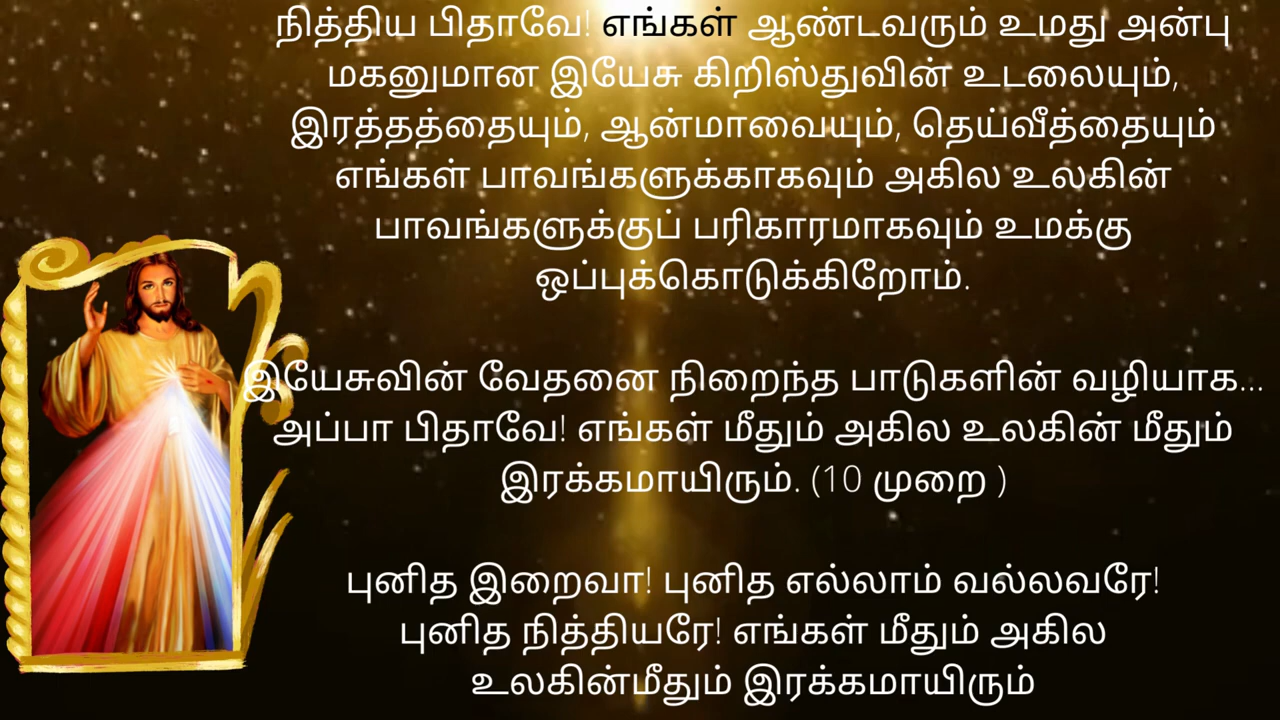 நித்திய பிதாவே! எங்கள் ஆண்டவரும் உமது அன்பு
மகனுமான இயேசு கிறிஸ்துவின் உடலையும்,
இரத்தத்தையும், ஆன்மாவையும், தெய்வீத்தையும்
எங்கள் பாவங்களுக்காகவும் அகில உலகின்
பாவங்களுக்குப் பரிகாரமாகவும் உமக்கு
ஒப்புக்கொடுக்கிறோம்.
இயேசுவின் வேதனை நிறைந்த பாடுகளின் வழியாக...
அப்பா பிதாவே! எங்கள் மீதும் அகில உலகின் மீதும்
இரக்கமாயிரும். (10 முறை )
புனித இறைவா! புனித எல்லாம் வல்லவரே!
புனித நித்தியரே! எங்கள் மீதும் அகில
உலகின்மீதும் இரக்கமாயிரும்